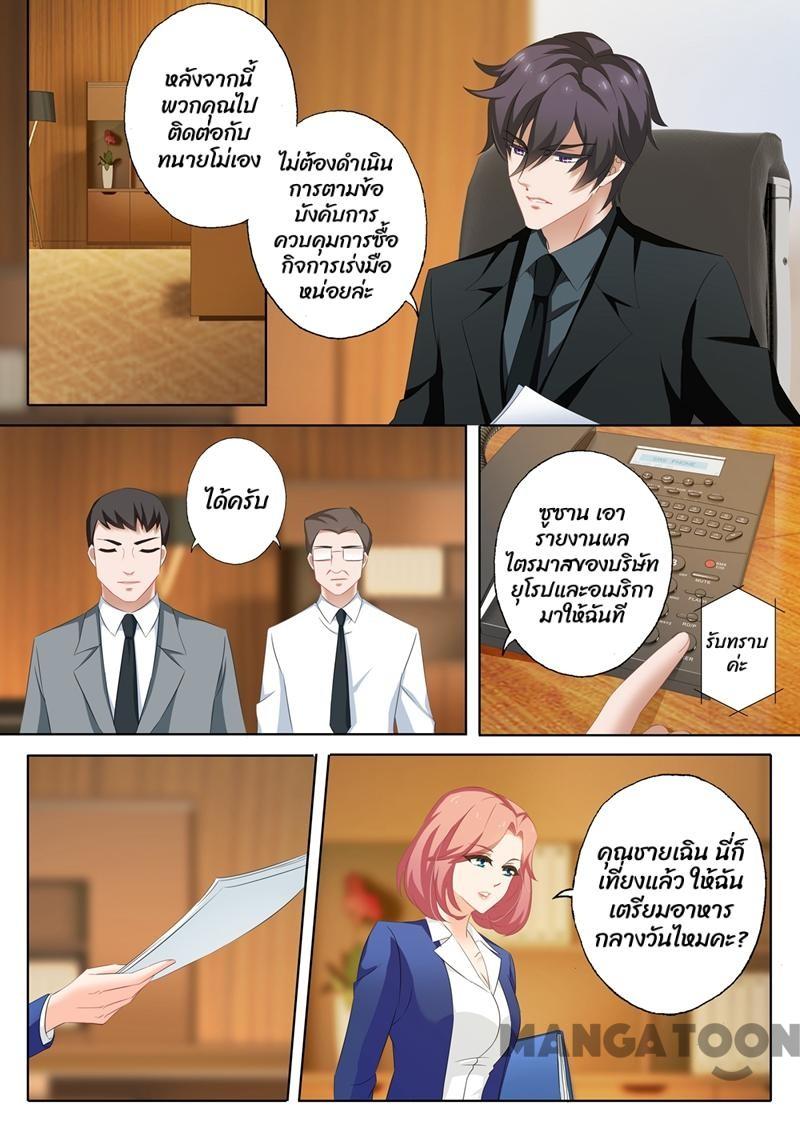 หลังจากนี้
พวกคุณไป
ติดต่อกับ
ทนายโม่เอง
ไม่ต้องดำเนิน
การตามข้อ
บังคับการ
ควบคุมการซื้อ
กิจการเร่งมือ
หน่อยล่ะ
ได้ครับ
ซูซาน เอา
รายงานผล
ไตรมาสของบริษัท
ยุโรปและอเมริกา
มาให้ฉันที
รับทราบ
ค่ะ
คุณชายเฉิน นี่ก็
เที่ยงแล้ว ให้ฉัน
เตรียมอาหาร
กลางวันไหมคะ?
MANGATOON